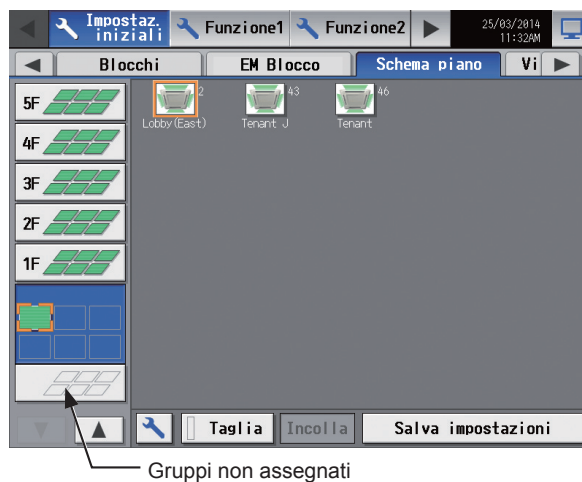 Impostaz. iniziali Funzione1 Funzione2 25/03/2014 11:32AM
Blocchi EM Blocco Schema piano Vi
5F
4F
3F
2F
1F
2 43 46
Lobby(East) Tenant J Tenant
Taglia Incolla Salva impostazioni
Gruppi non assegnati